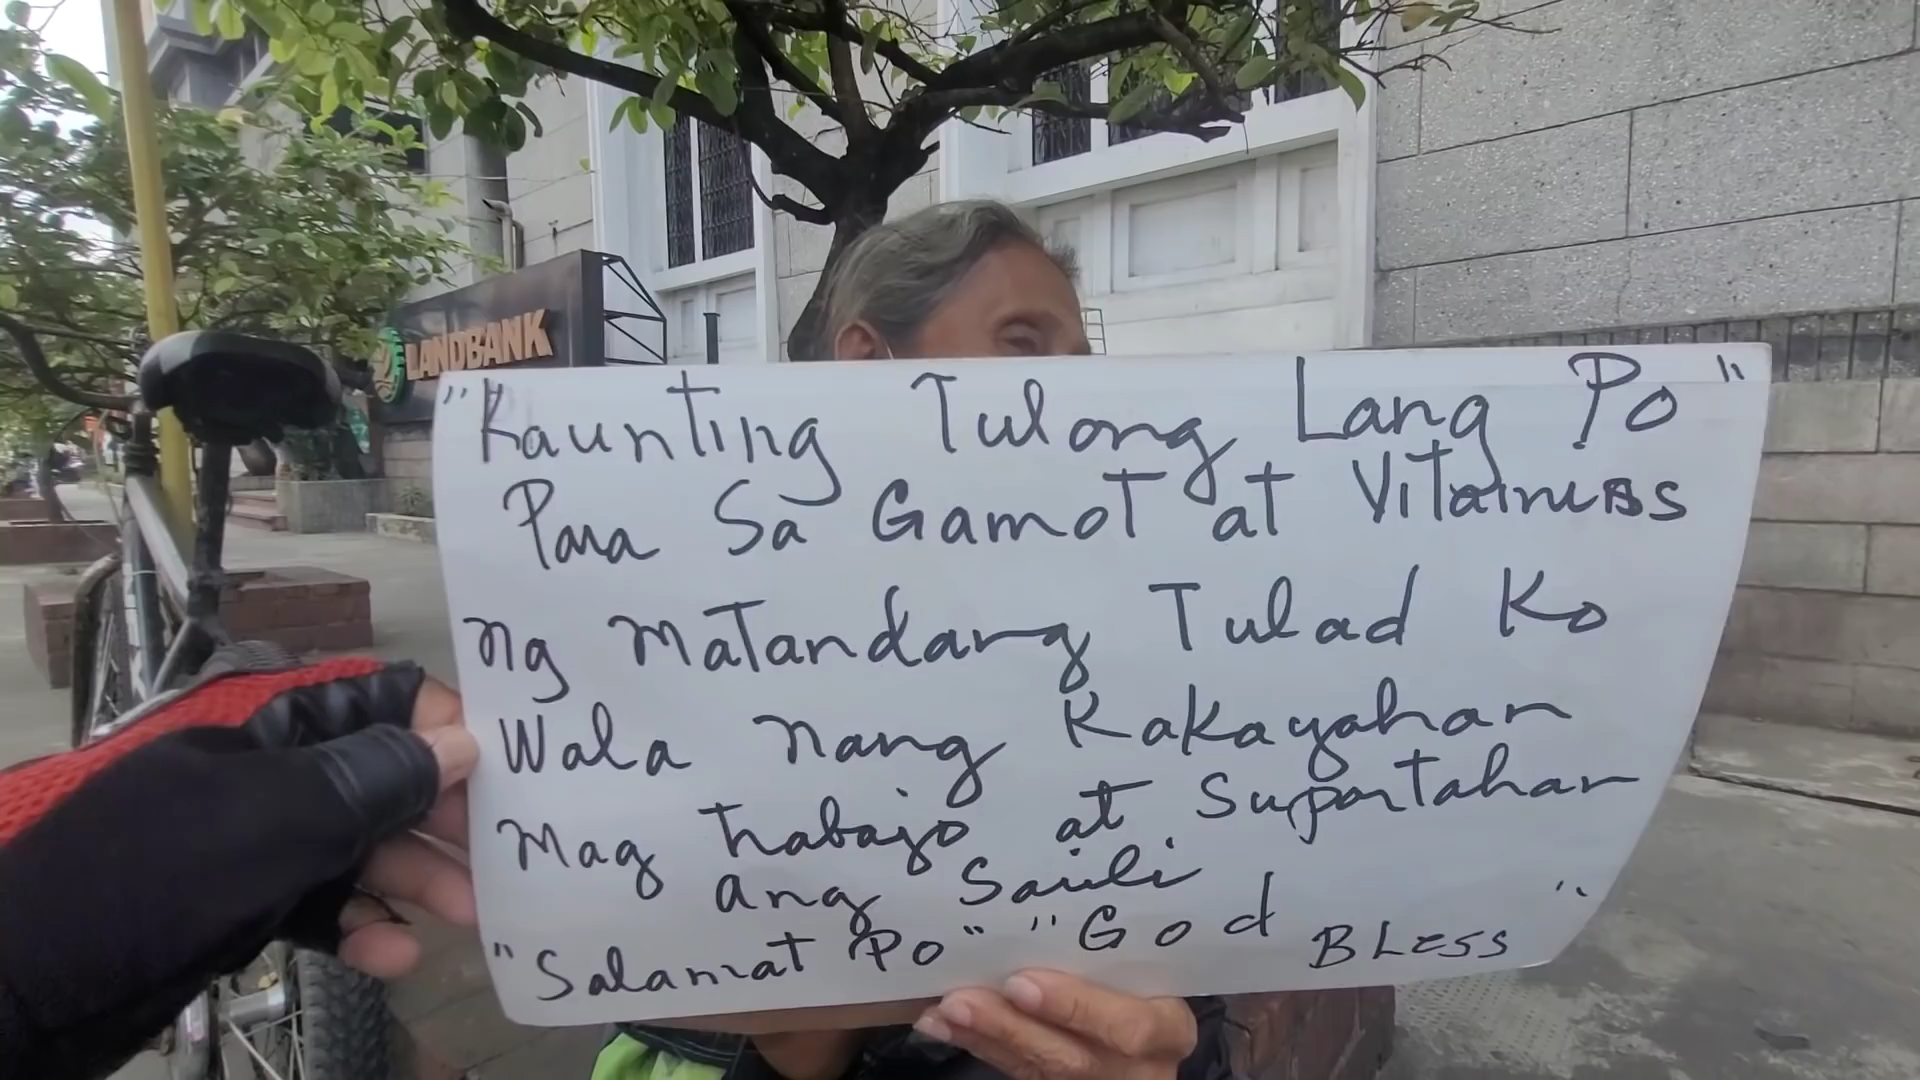 LANDBANK
"Kaunting Tulong Lang Po"
Para Sa Gamot at Vitamins
ng Matandang Tulad Ko
Wala nang Kakayahan
Mag trabajo at Suportahan
ang Sarili
"Salamat Po" "God BLESS"